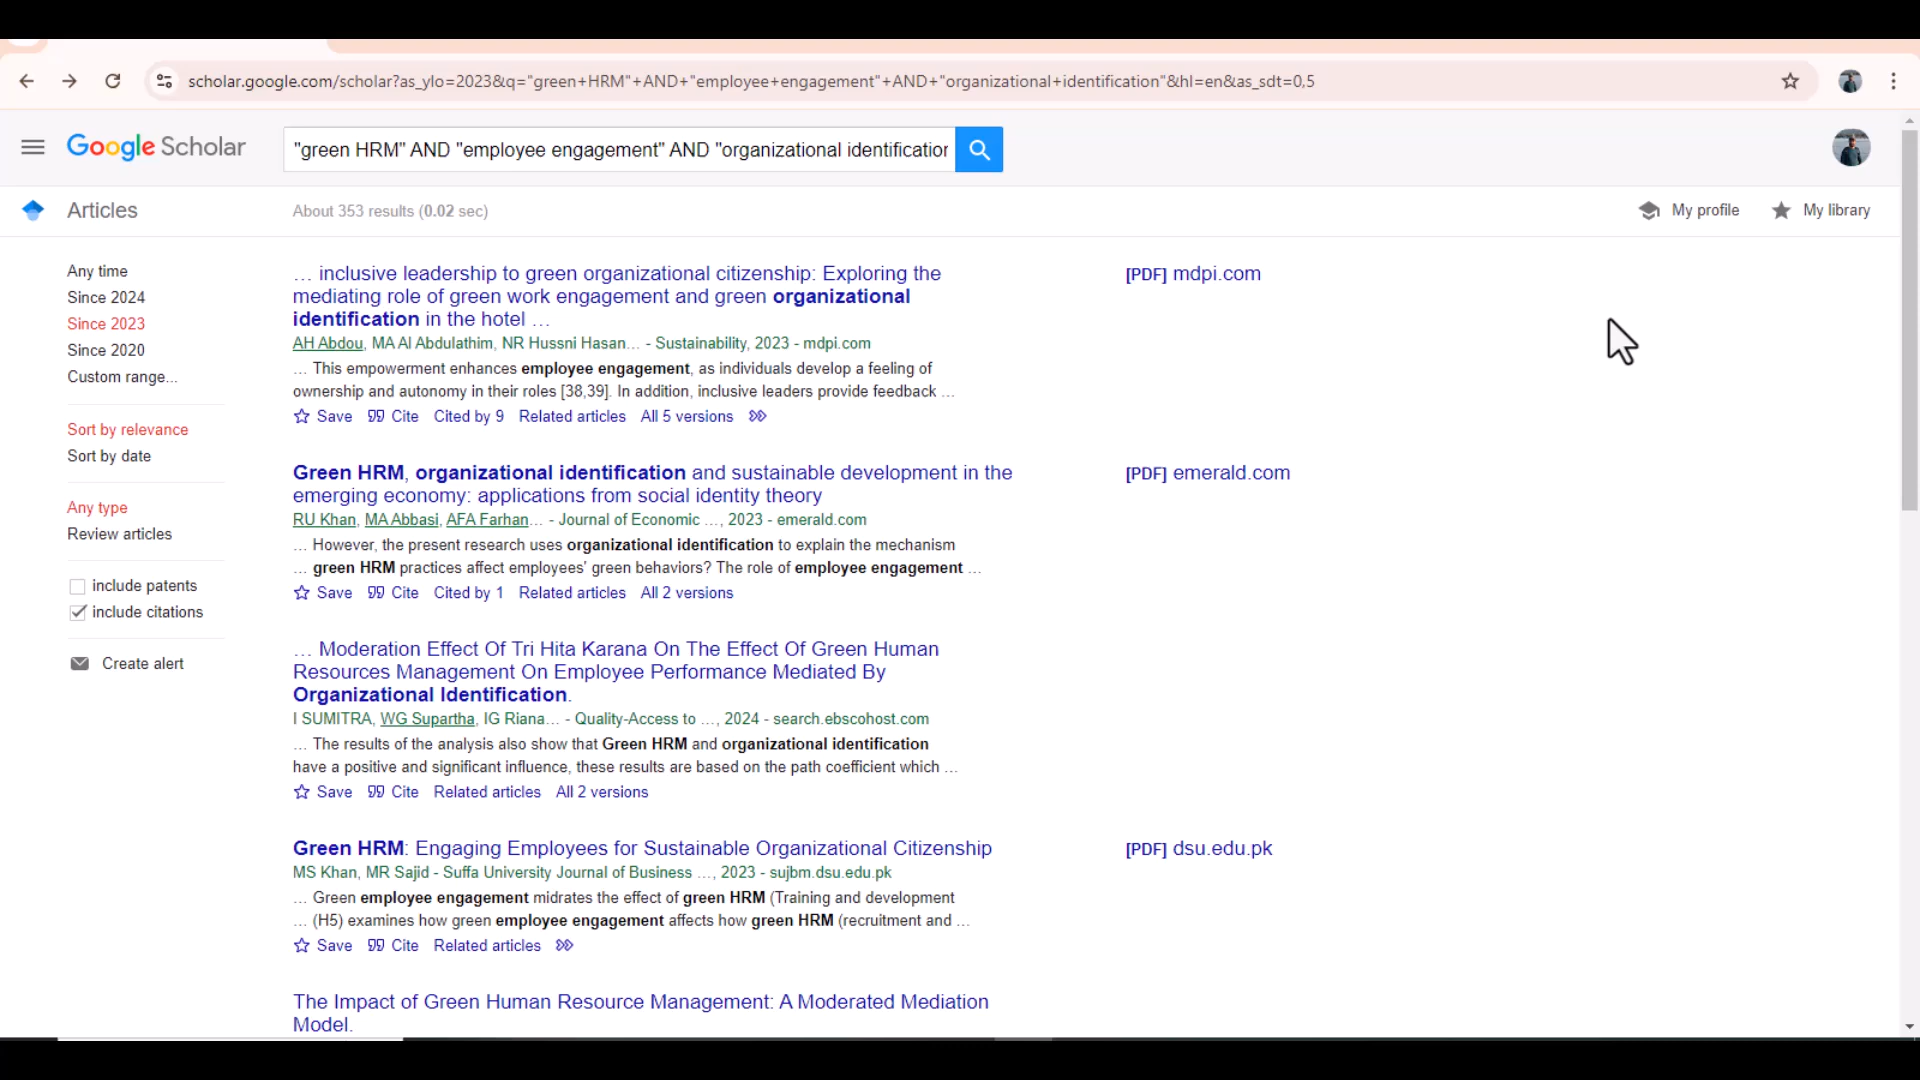 scholar.google.com/scholar?as_ylo=2023&q="green+HRM"+AND+"employee+engagement"+AND+"organizational+identification"&hl=en&as_sdt=0,5
Google Scholar
"green HRM" AND "employee engagement" AND "organizational identification
Articles
About 353 results (0.02 sec)
My profile
My library
Any time
Since 2024
Since 2023
Since 2020
Custom range...
Sort by relevance
Sort by date
Any type
Review articles
include patents
include citations
Create alert
… inclusive leadership to green organizational citizenship: Exploring the
mediating role of green work engagement and green organizational
identification in the hotel …
[PDF] mdpi.com
AH Abdou, MA Al Abdulathim, NR Hussni Hasan… - Sustainability, 2023 - mdpi.com
… This empowerment enhances employee engagement, as individuals develop a feeling of
ownership and autonomy in their roles [38,39]. In addition, inclusive leaders provide feedback …
Save Cite Cited by 9 Related articles All 5 versions
Green HRM, organizational identification and sustainable development in the
emerging economy: applications from social identity theory
[PDF] emerald.com
RU Khan, MA Abbasi, AFA Farhan… - Journal of Economic …, 2023 - emerald.com
… However, the present research uses organizational identification to explain the mechanism
… green HRM practices affect employees' green behaviors? The role of employee engagement …
Save Cite Cited by 1 Related articles All 2 versions
… Moderation Effect Of Tri Hita Karana On The Effect Of Green Human
Resources Management On Employee Performance Mediated By
Organizational Identification.
I SUMITRA, WG Supartha, IG Riana… - Quality-Access to …, 2024 - search.ebscohost.com
… The results of the analysis also show that Green HRM and organizational identification
have a positive and significant influence, these results are based on the path coefficient which …
Save Cite Related articles All 2 versions
Green HRM: Engaging Employees for Sustainable Organizational Citizenship
[PDF] dsu.edu.pk
MS Khan, MR Sajid - Suffa University Journal of Business …, 2023 - sujbm.dsu.edu.pk
… Green employee engagement midrates the effect of green HRM (Training and development
… (H5) examines how green employee engagement affects how green HRM (recruitment and …
Save Cite Related articles
The Impact of Green Human Resource Management: A Moderated Mediation
Model.